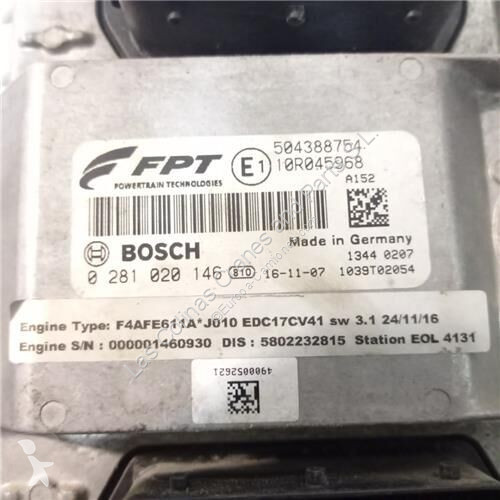 FPT
POWERTRAIN TECHNOLOGIES
E1
504388754
10R045968
A152
BOSCH
Made in Germany
1344 0207
0 281 020 146 810 16-11-07 1039T02054
Engine Type: F4AFE611A*J010 EDC17CV41 sw 3.1 24/11/16
Engine S/N : 000001460930 DIS : 5802232815 Station EOL 4131
4900052621